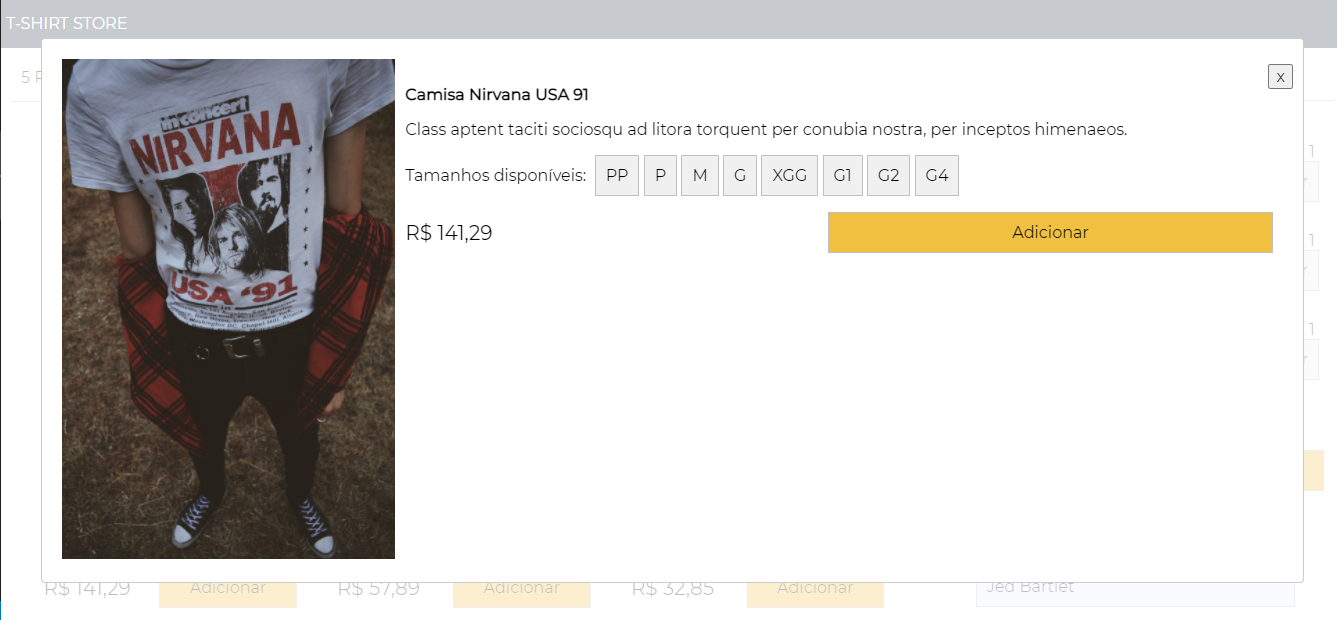 T-SHIRT STORE
5
x
in concert
NIRVANA
USA '91
Camisa Nirvana USA 91
Class aptent taciti sociosqu ad litora torquent per conubia nostra, per inceptos himenaeos.
Tamanhos disponíveis: PP P M G XGG G1 G2 G4
R$ 141,29 Adicionar
1
1
1
R$ 141,29 Adicionar R$ 57,89 Adicionar R$ 32,85 Adicionar Jed Bartlet